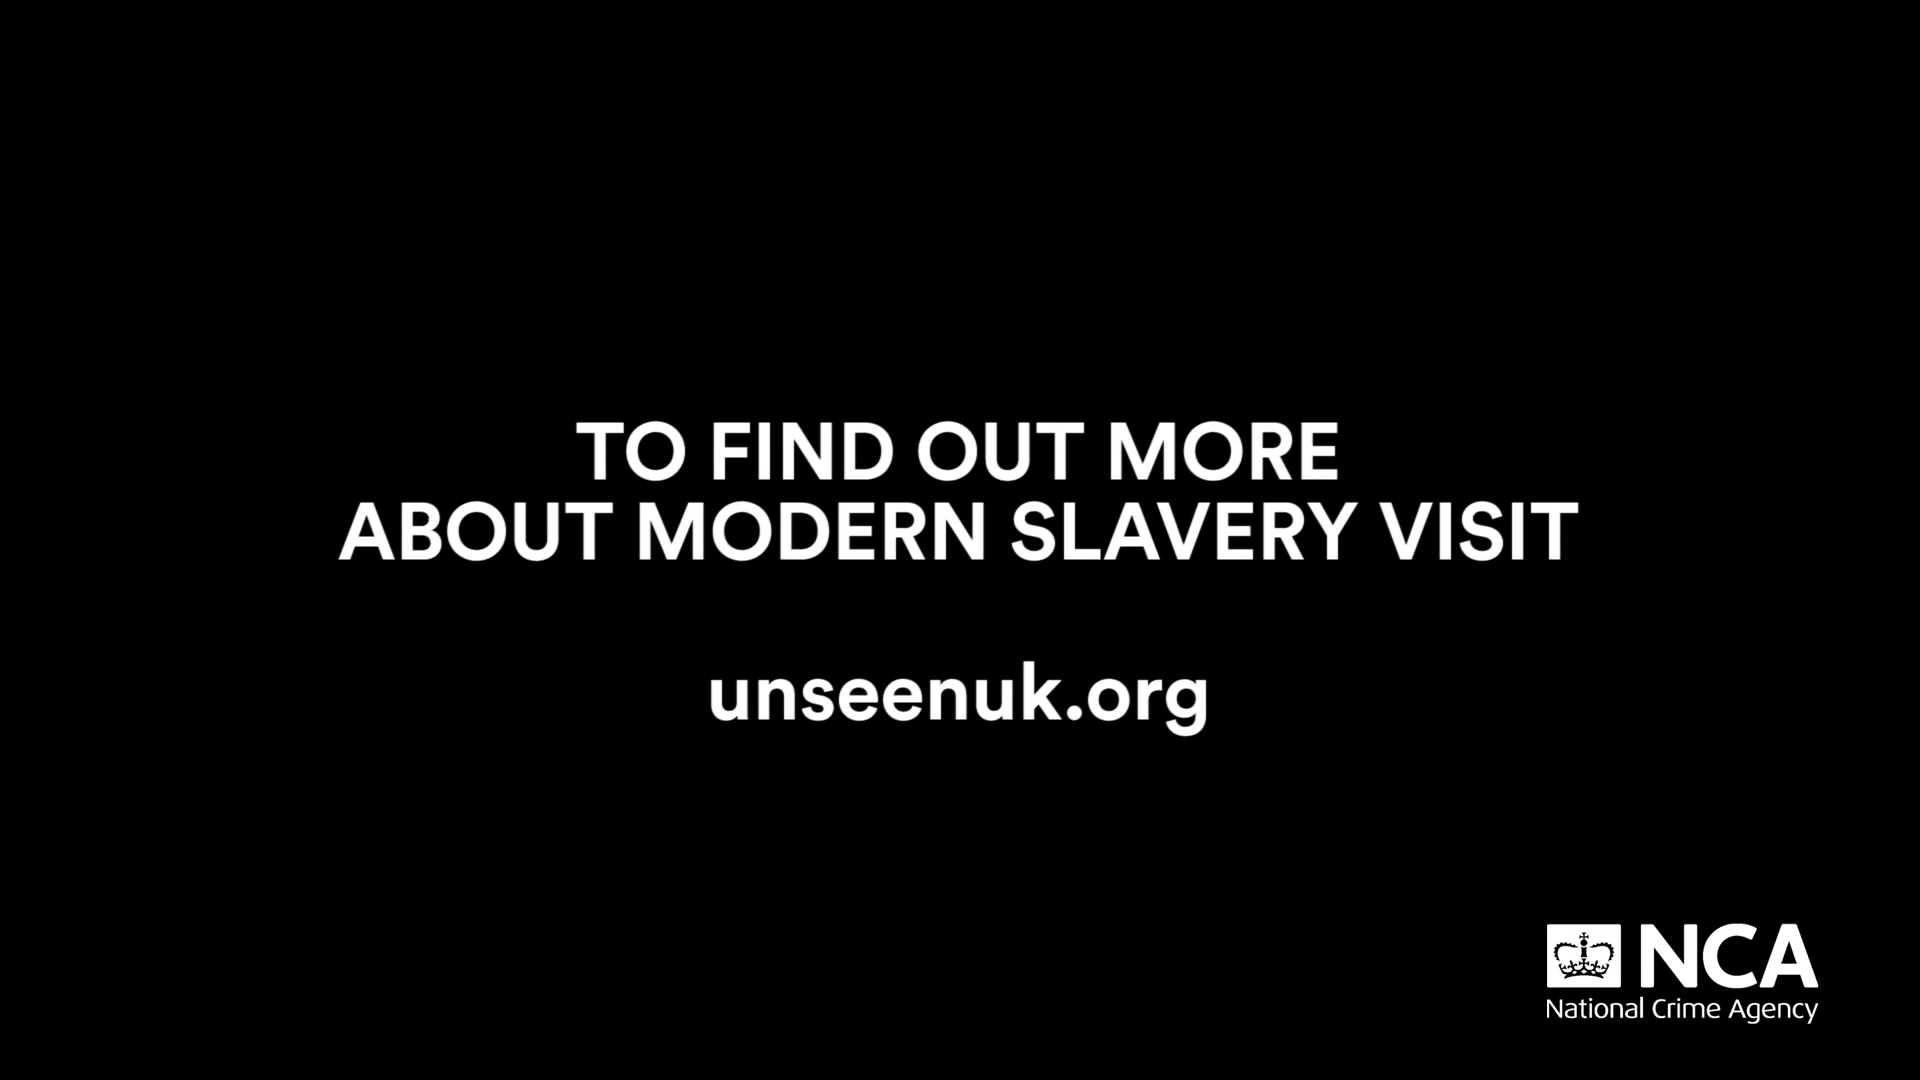 TO FIND OUT MORE
ABOUT MODERN SLAVERY VISIT
unseenuk.org
NCA
National Crime Agency